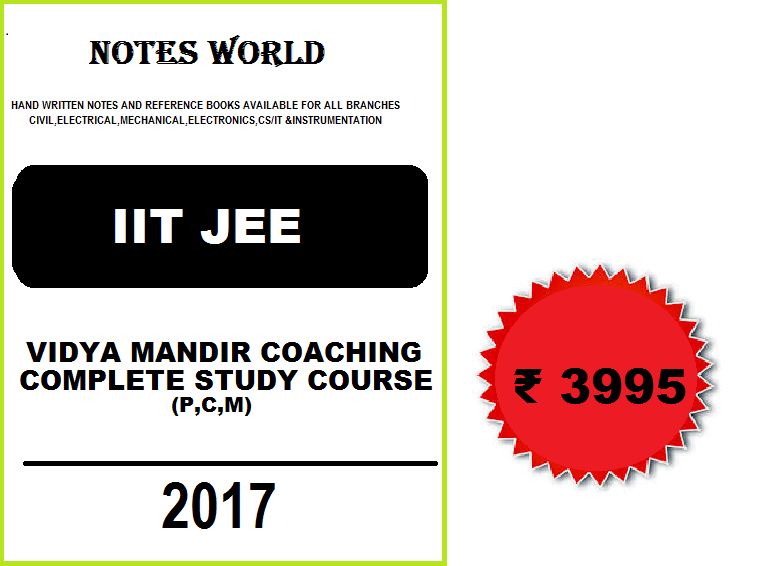 NOTES WORLD
HAND WRITTEN NOTES AND REFERENCE BOOKS AVAILABLE FOR ALL BRANCHES
CIVIL,ELECTRICAL,MECHANICAL,ELECTRONICS,CS/IT &INSTRUMENTATION
IIT JEE
VIDYA MANDIR COACHING
COMPLETE STUDY COURSE
(P,C,M)
2017
₹ 3995